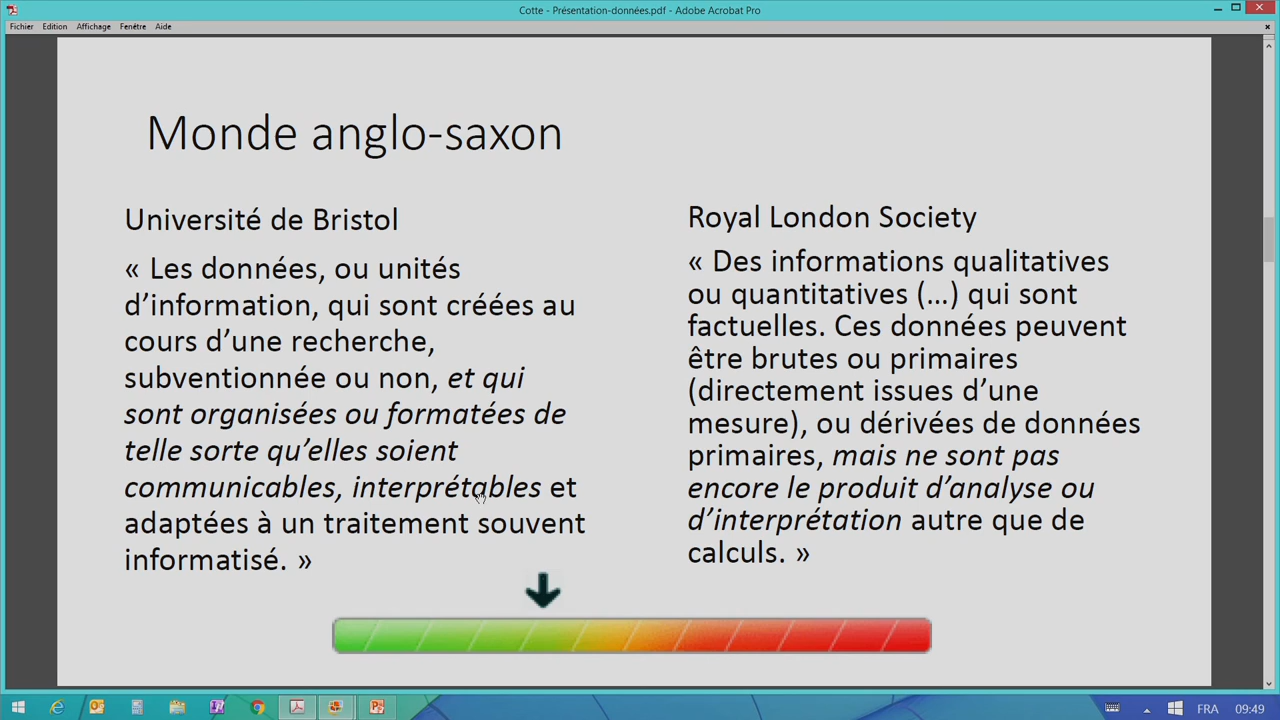 Cotte - Présentation-données.pdf - Adobe Acrobat Pro
Fichier Edition Affichage Fenêtre Aide
Monde anglo-saxon
Université de Bristol
« Les données, ou unités
d’information, qui sont créées au
cours d’une recherche,
subventionnée ou non, et qui
sont organisées ou formatées de
telle sorte qu’elles soient
communicables, interprétables et
adaptées à un traitement souvent
informatisé. »
Royal London Society
« Des informations qualitatives
ou quantitatives (…) qui sont
factuelles. Ces données peuvent
être brutes ou primaires
(directement issues d’une
mesure), ou dérivées de données
primaires, mais ne sont pas
encore le produit d’analyse ou
d’interprétation autre que de
calculs. »
FRA 09:49